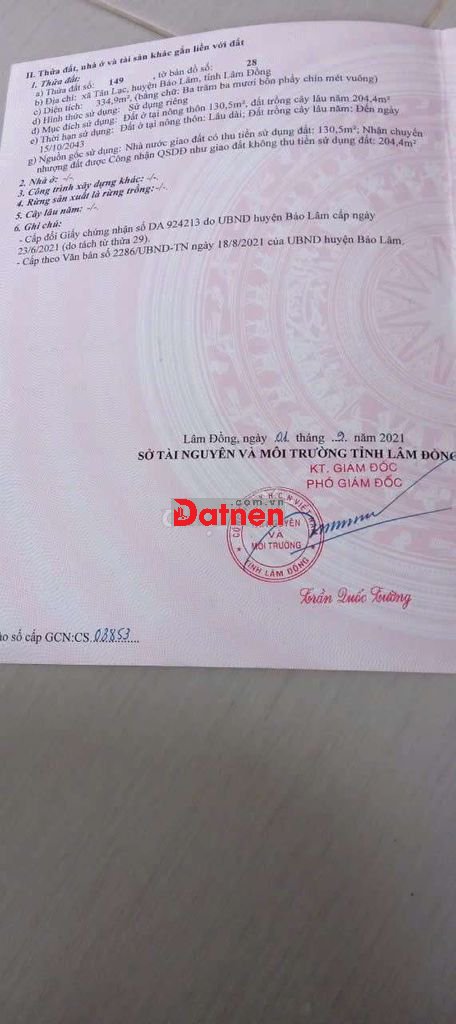 II. Thửa đất, nhà ở và tài sản khác gắn liền với đất
1. Thửa đất:
a) Thửa đất số: 149 , tờ bản đồ số: 28
b) Địa chỉ: xã Tân Lạc, huyện Bảo Lâm, tỉnh Lâm Đồng
c) Diện tích: 334,9m², (bằng chữ: Ba trăm ba mươi bốn phẩy chín mét vuông)
d) Hình thức sử dụng: Sử dụng riêng
đ) Mục đích sử dụng: Đất ở tại nông thôn 130,5m², đất trồng cây lâu năm 204,4m²
e) Thời hạn sử dụng: Đất ở tại nông thôn: Lâu dài; Đất trồng cây lâu năm: Đến ngày
15/10/2043
g) Nguồn gốc sử dụng: Nhà nước giao đất có thu tiền sử dụng đất: 130,5m²; Nhận chuyển
nhượng đất được Công nhận QSDĐ như giao đất không thu tiền sử dụng đất: 204,4m²
2. Nhà ở: -/-
3. Công trình xây dựng khác: -/-
4. Rừng sản xuất là rừng trồng: -/-
5. Cây lâu năm: -/-
6. Ghi chú:
- Cấp đổi Giấy chứng nhận số DA 924213 do UBND huyện Bảo Lâm cấp ngày
23/6/2021 (do tách từ thửa 29).
- Cấp theo Văn bản số 2286/UBND-TN ngày 18/8/2021 của UBND huyện Bảo Lâm.
Lâm Đồng, ngày 01 tháng 9 năm 2021
SỞ TÀI NGUYÊN VÀ MÔI TRƯỜNG TỈNH LÂM ĐỒNG
KT. GIÁM ĐỐC
PHÓ GIÁM ĐỐC
.com.vn
Datnen
VÀ
MÔI TRƯỜNG
TỈNH LÂM ĐỒNG
Trần Quốc Trường
ào sổ cấp GCN:CS 03853